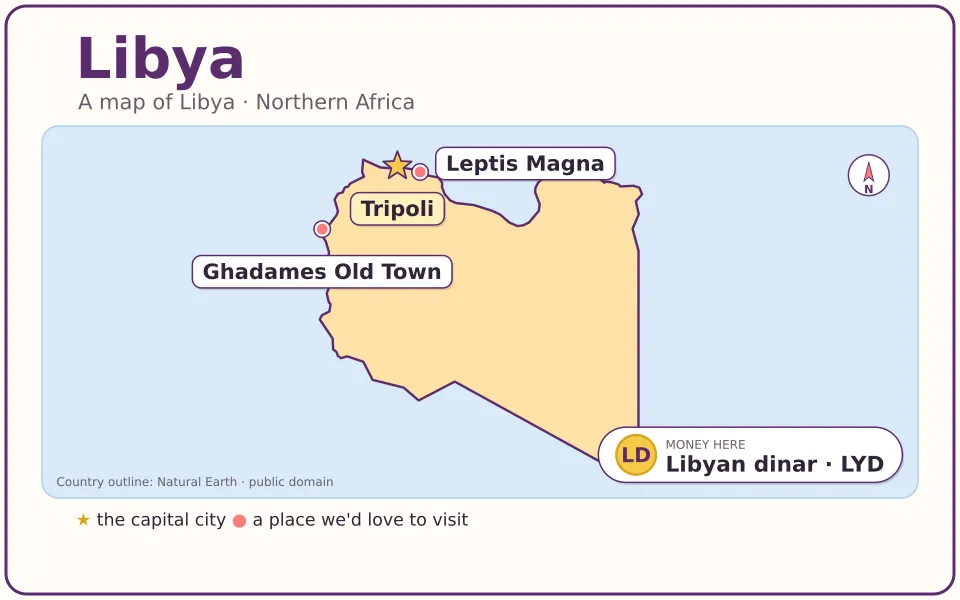 Libya
A map of Libya · Northern Africa
Leptis Magna
N
Tripoli
Ghadames Old Town
LD
MONEY HERE
Libyan dinar · LYD
Country outline: Natural Earth · public domain
the capital city
a place we'd love to visit